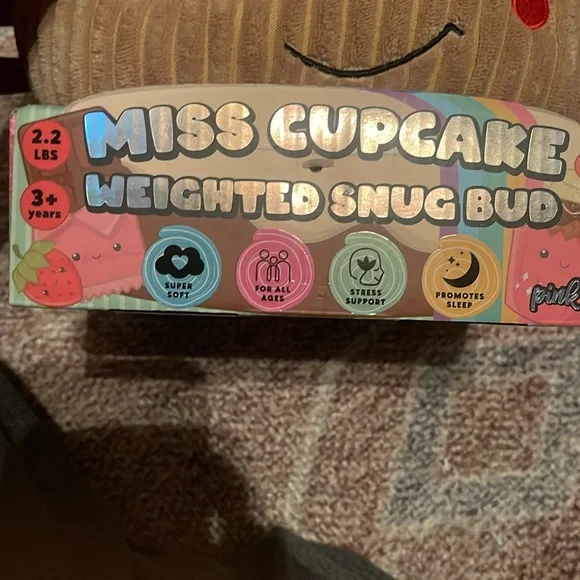 2.2
LBS
MISS CUPCAKE
3+
years
WEIGHTED SNUG BUD
SUPER
SOFT
FOR ALL
AGES
STRESS
SUPPORT
PROMOTES
SLEEP
pink